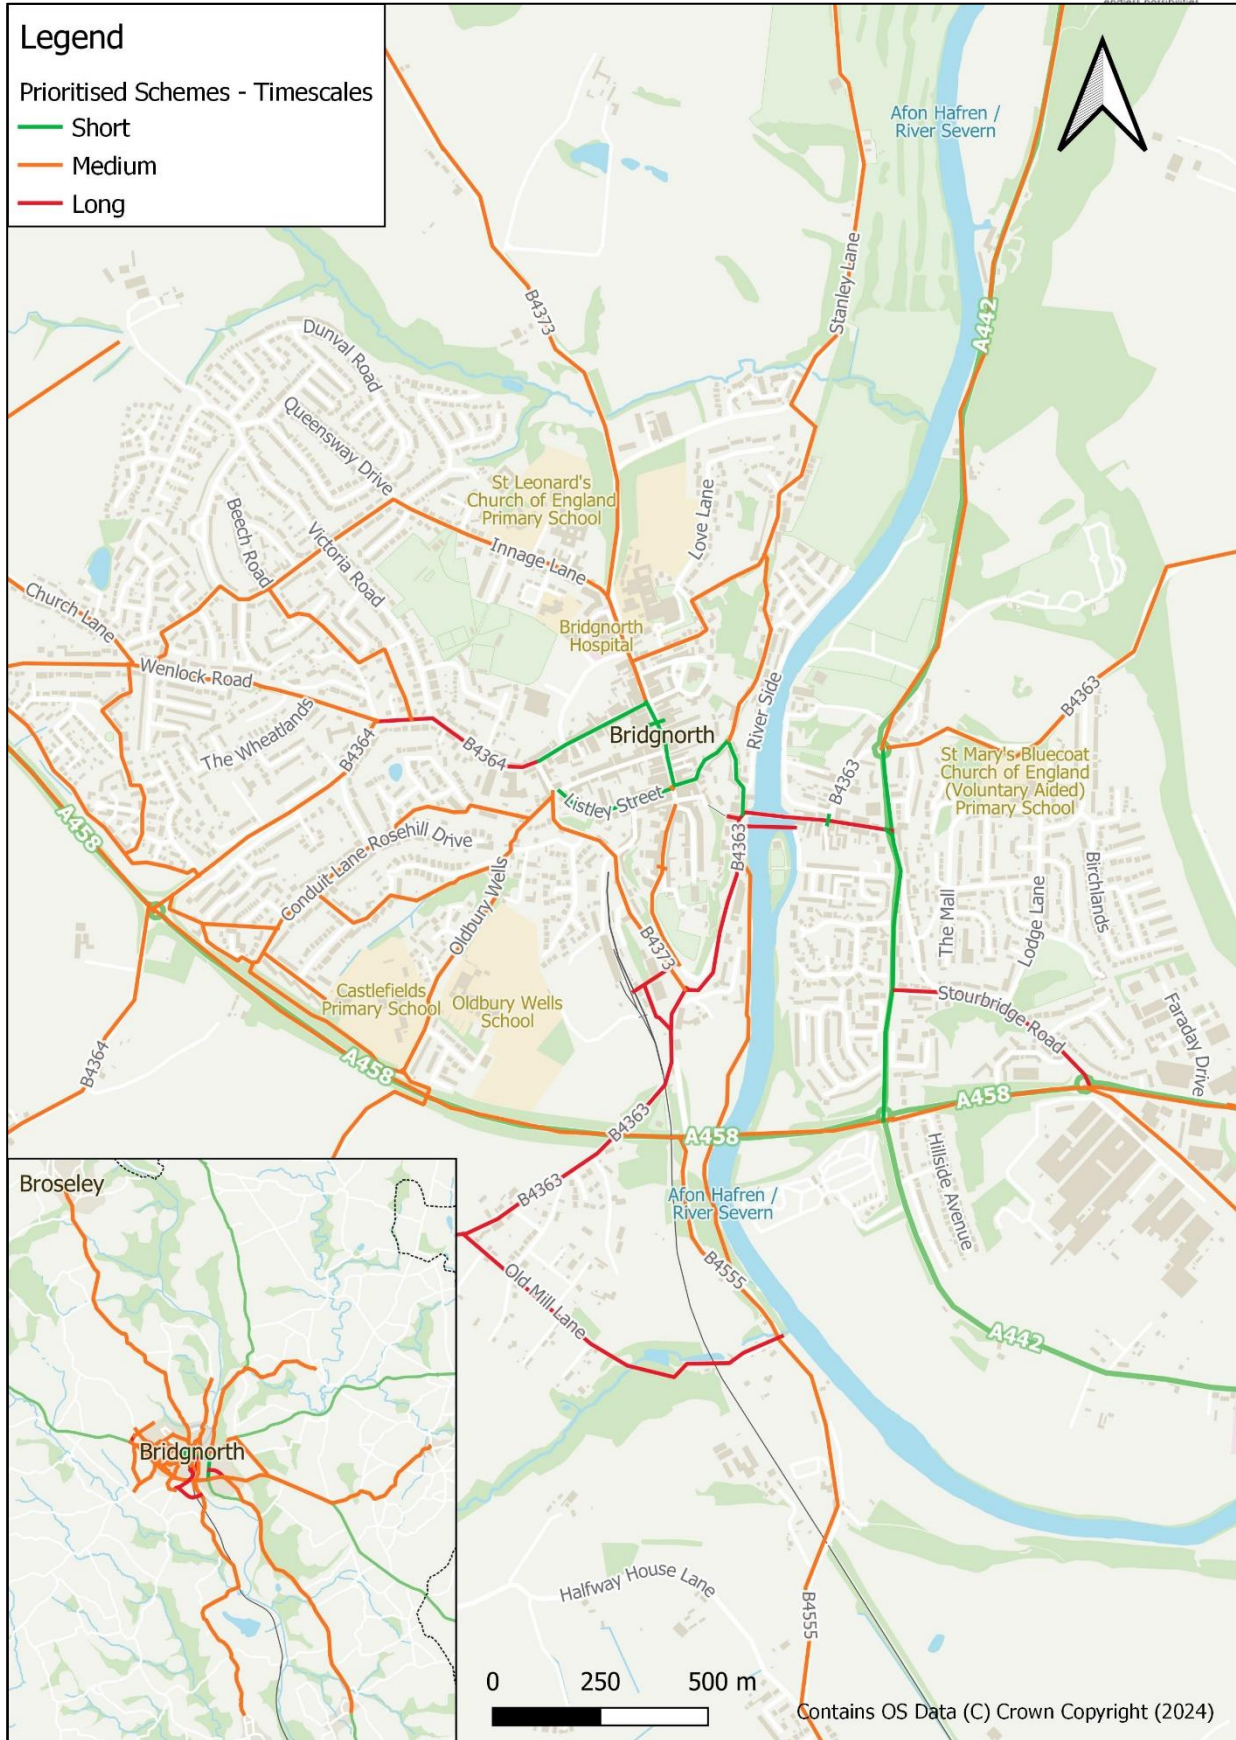 Legend
Prioritised Schemes - Timescales
Short
Medium
Long
Afon Hafren /
River Severn
B4373
Stanley Lane
A442
Dunval Road
Queensway Drive
St Leonard's
Church of England
Primary School
Love Lane
Beech Road
Victoria Road
Innage Lane
Church Lane
Bridgnorth
Hospital
Wenlock Road
River Side
B4363
The Wheatlands
B4364
B4364
Bridgnorth
B4363
St Mary's Bluecoat
Church of England
(Voluntary Aided)
Primary School
Listley Street
A458
Conduit Lane
Rosehill Drive
B4363
Birchlands
Oldbury Wells
The Mall
Lodge Lane
B4373
Castlefields
Primary School
Oldbury Wells
School
Stourbridge Road
Faraday Drive
B4364
A458
A458
B4363
A458
Hillside Avenue
B4363
Afon Hafren /
River Severn
Old Mill Lane
B4555
A442
Broseley
Bridgnorth
Halfway House Lane
B4555
0 250 500 m
Contains OS Data (C) Crown Copyright (2024)